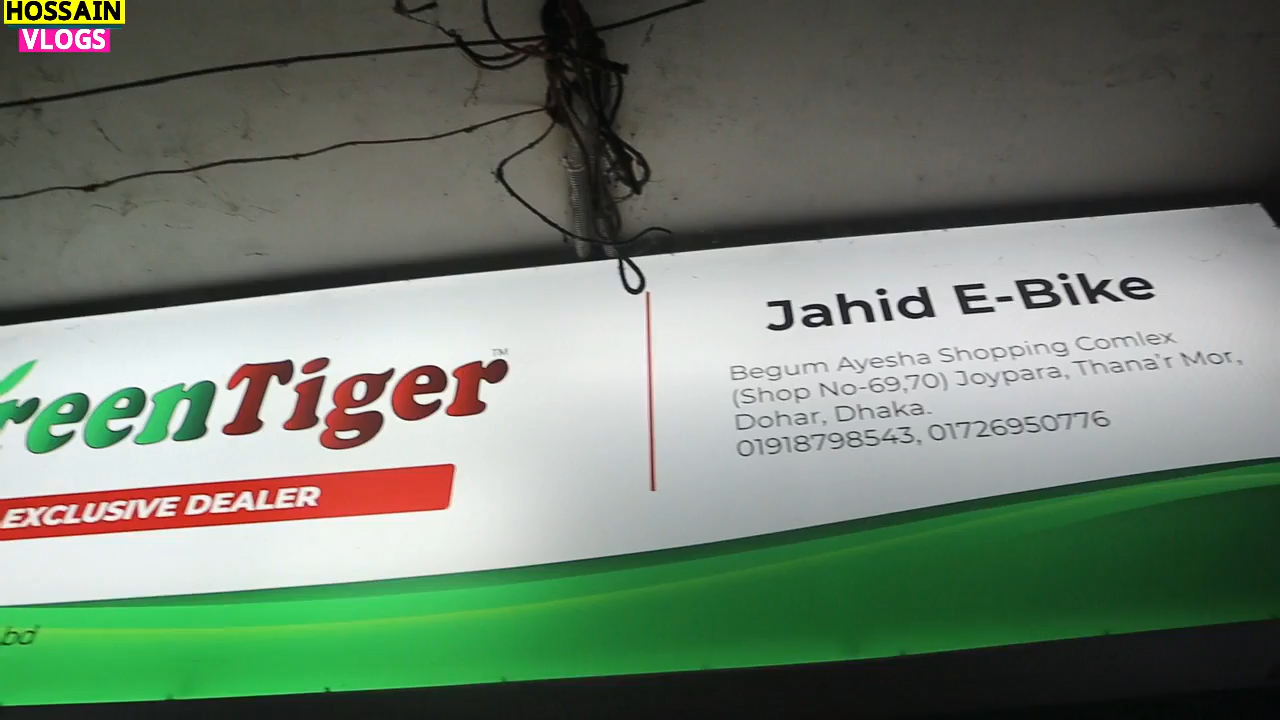 HOSSAIN
VLOGS
reenTiger™
EXCLUSIVE DEALER
.bd
Jahid E-Bike
Begum Ayesha Shopping Comlex
(Shop No-69,70) Joypara, Thana'r Mor,
Dohar, Dhaka.
01918798543, 01726950776